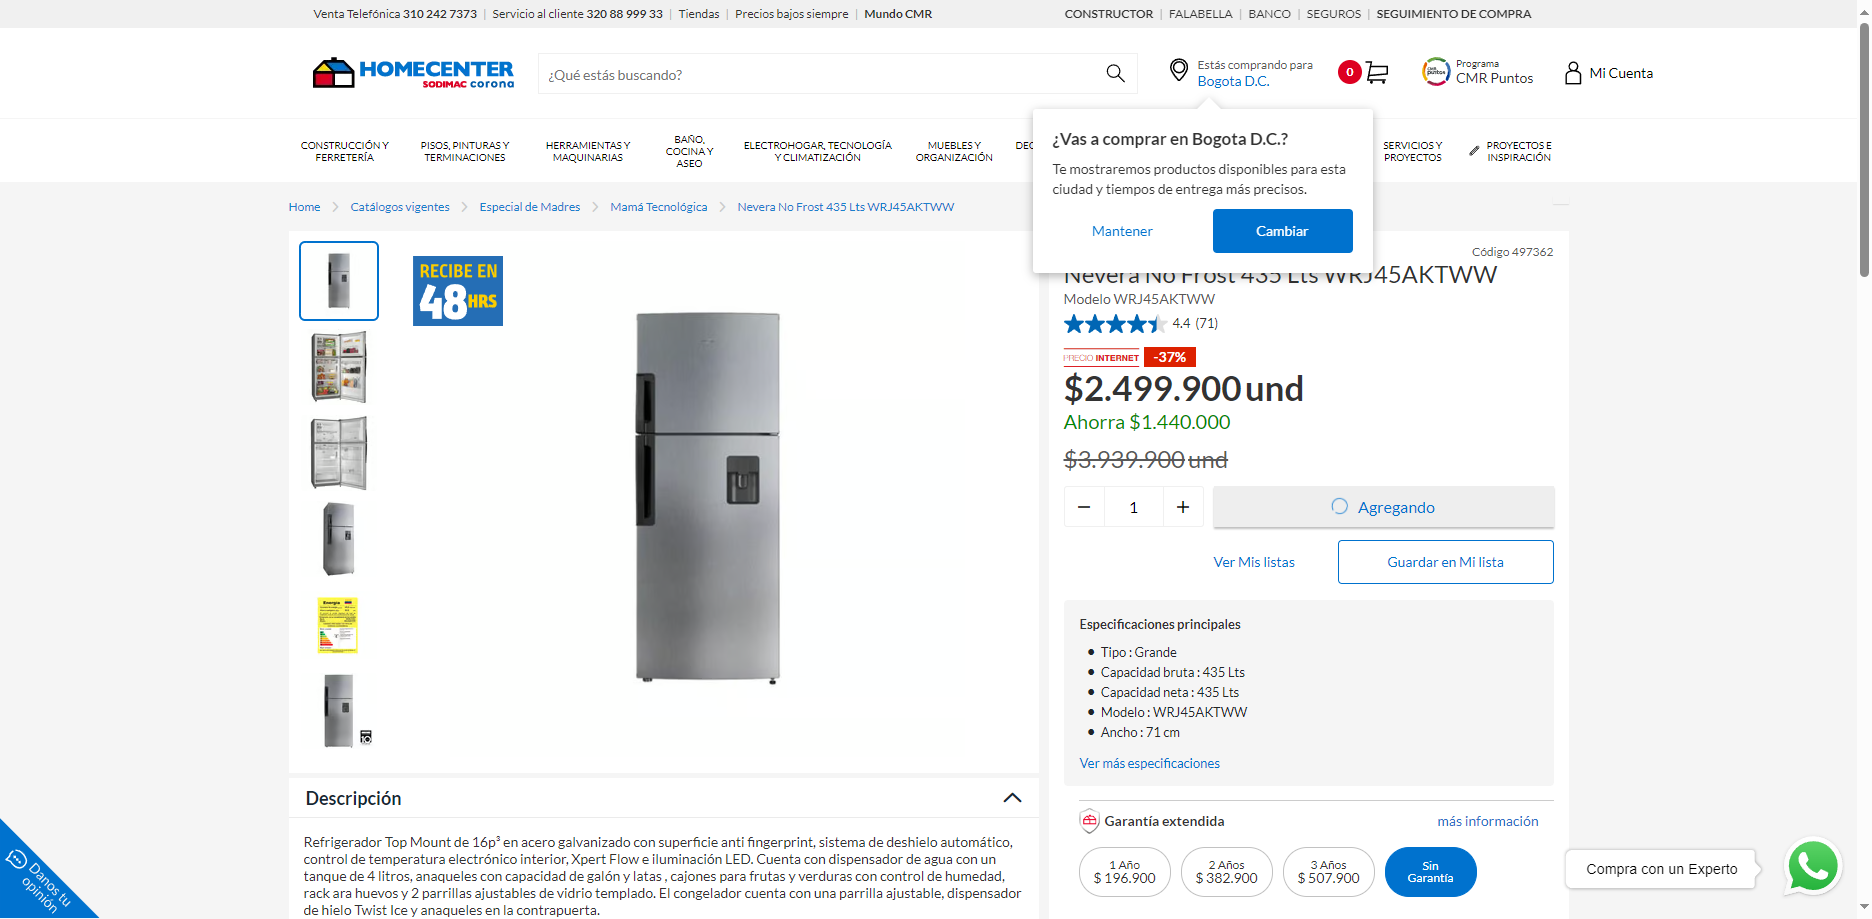 Venta Telefónica 310 242 7373 | Servicio al cliente 320 88 999 33 | Tiendas | Precios bajos siempre | Mundo CMR
CONSTRUCTOR | FALABELLA | BANCO | SEGUROS | SEGUIMIENTO DE COMPRA
HOMECENTER
SODIMAC corona
¿Qué estás buscando?
Estás comprando para
Bogota D.C.
0
Programa
CMR Puntos
Mi Cuenta
CONSTRUCCIÓN Y
FERRETERÍA
PISOS, PINTURAS Y
TERMINACIONES
HERRAMIENTAS Y
MAQUINARIAS
BAÑO,
COCINA Y
ASEO
ELECTROHOGAR, TECNOLOGÍA
Y CLIMATIZACIÓN
MUEBLES Y
ORGANIZACIÓN
SERVICIOS Y
PROYECTOS
PROYECTOS E
INSPIRACIÓN
¿Vas a comprar en Bogota D.C.?
Te mostraremos productos disponibles para esta
ciudad y tiempos de entrega más precisos.
Mantener
Cambiar
Home
Catálogos vigentes
Especial de Madres
Mamá Tecnológica
Nevera No Frost 435 Lts WRJ45AKTWW
RECIBE EN
48HRS
Código 497362
Nevera No Frost 435 Lts WRJ45AKTWW
Modelo WRJ45AKTWW
4.4 (71)
PRECIO INTERNET -37%
$2.499.900 und
Ahorra $1.440.000
$3.939.900 und
− 1 +
Agregando
Ver Mis listas
Guardar en Mi lista
Especificaciones principales
• Tipo : Grande
• Capacidad bruta : 435 Lts
• Capacidad neta : 435 Lts
• Modelo : WRJ45AKTWW
• Ancho : 71 cm
Ver más especificaciones
Garantía extendida
más información
1 Año
$ 196.900
2 Años
$ 382.900
3 Años
$ 507.900
Sin
Garantía
Energía
10
Descripción
Refrigerador Top Mount de 16p³ en acero galvanizado con superficie anti fingerprint, sistema de deshielo automático,
control de temperatura electrónico interior, Xpert Flow e iluminación LED. Cuenta con dispensador de agua con un
tanque de 4 litros, anaqueles con capacidad de galón y latas , cajones para frutas y verduras con control de humedad,
rack ara huevos y 2 parrillas ajustables de vidrio templado. El congelador cuenta con una parrilla ajustable, dispensador
de hielo Twist Ice y anaqueles en la contrapuerta.
Danos tu
opinión
Compra con un Experto